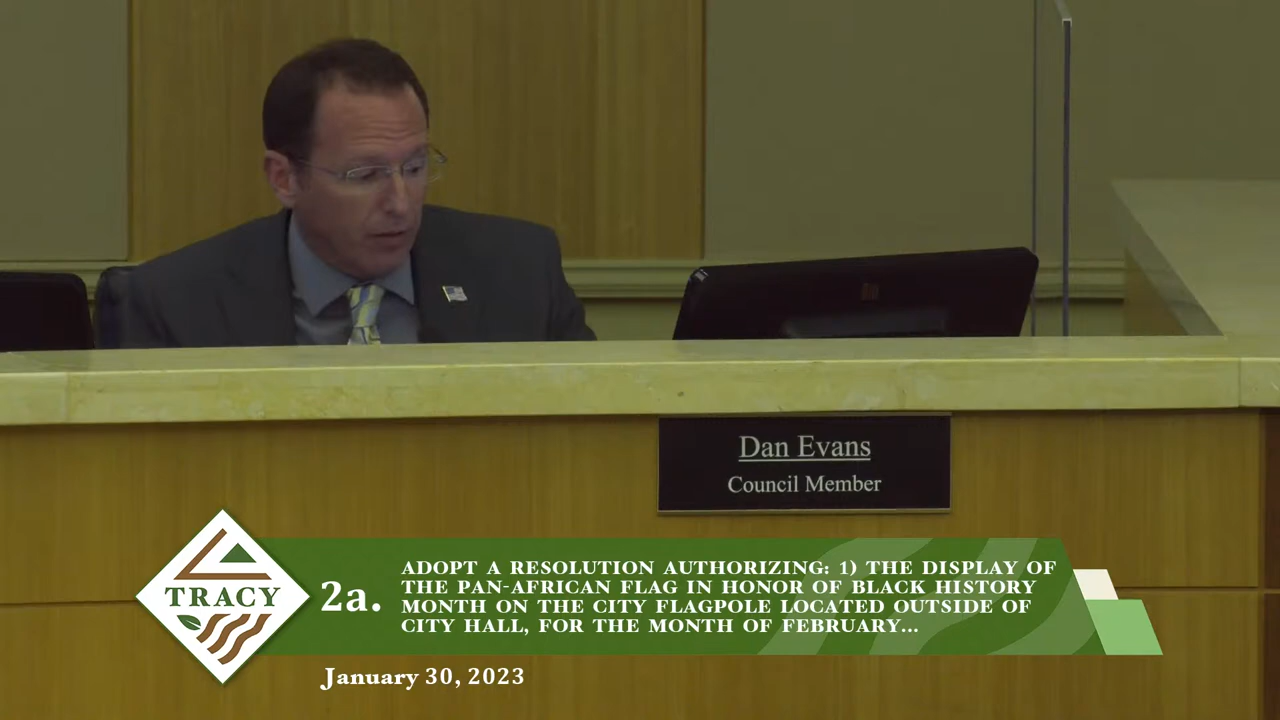 Dan Evans
Council Member
TRACY
2a.
ADOPT A RESOLUTION AUTHORIZING: 1) THE DISPLAY OF
THE PAN-AFRICAN FLAG IN HONOR OF BLACK HISTORY
MONTH ON THE CITY FLAGPOLE LOCATED OUTSIDE OF
CITY HALL, FOR THE MONTH OF FEBRUARY...
January 30, 2023